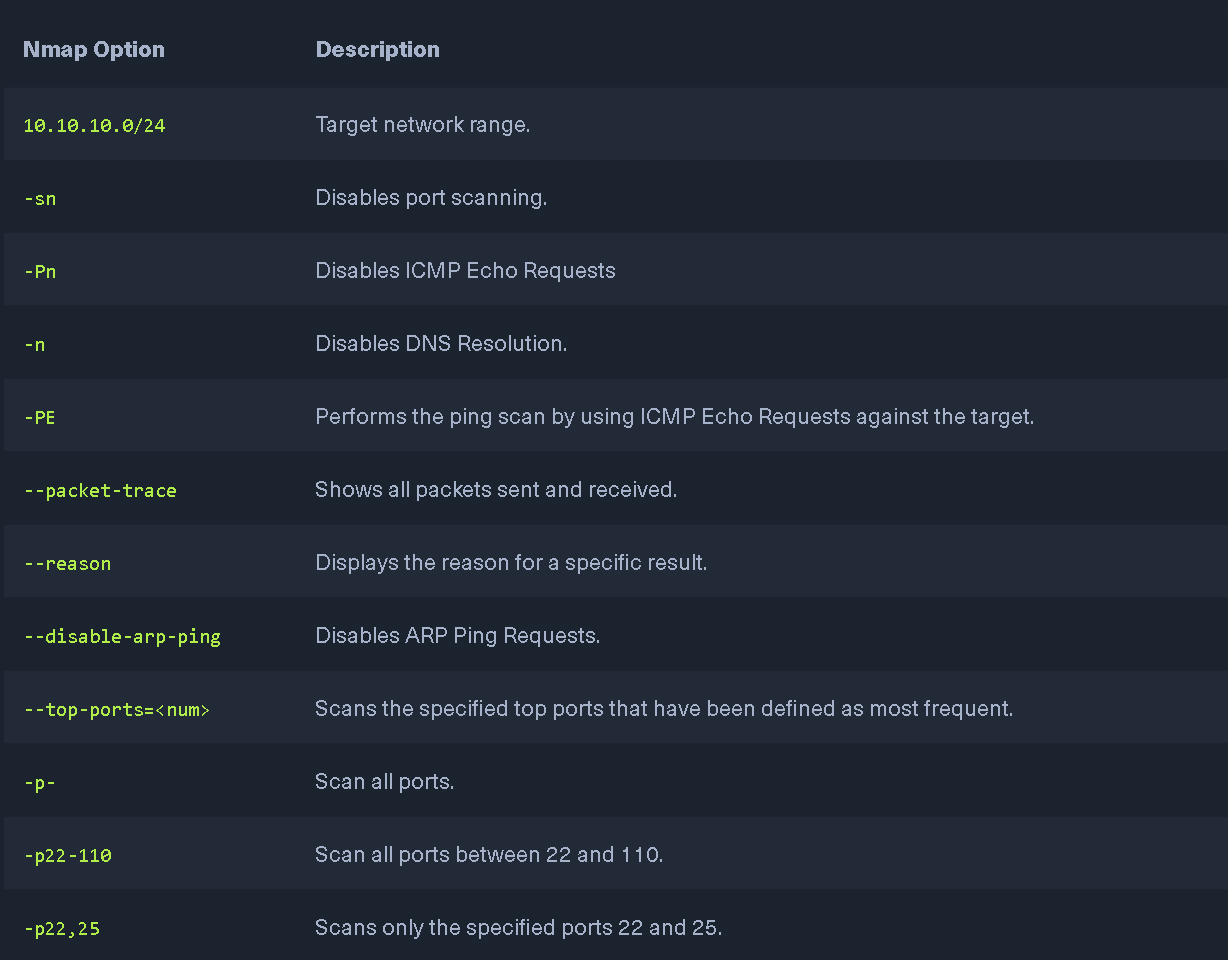 Nmap Option Description
10.10.10.0/24 Target network range.
-sn Disables port scanning.
-Pn Disables ICMP Echo Requests
-n Disables DNS Resolution.
-PE Performs the ping scan by using ICMP Echo Requests against the target.
--packet-trace Shows all packets sent and received.
--reason Displays the reason for a specific result.
--disable-arp-ping Disables ARP Ping Requests.
--top-ports=<num> Scans the specified top ports that have been defined as most frequent.
-p- Scan all ports.
-p22-110 Scan all ports between 22 and 110.
-p22,25 Scans only the specified ports 22 and 25.